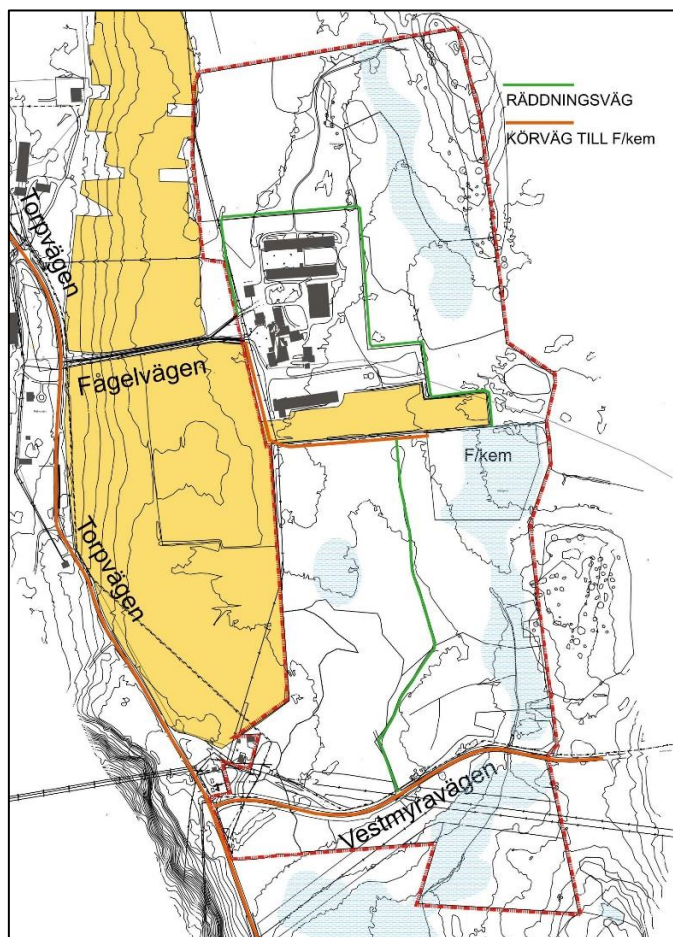 RÄDDNINGSVÄG
KÖRVÄG TILL F/kem
Torpvägen
Fågelvägen
F/kem
Torpvägen
Vestmyravägen